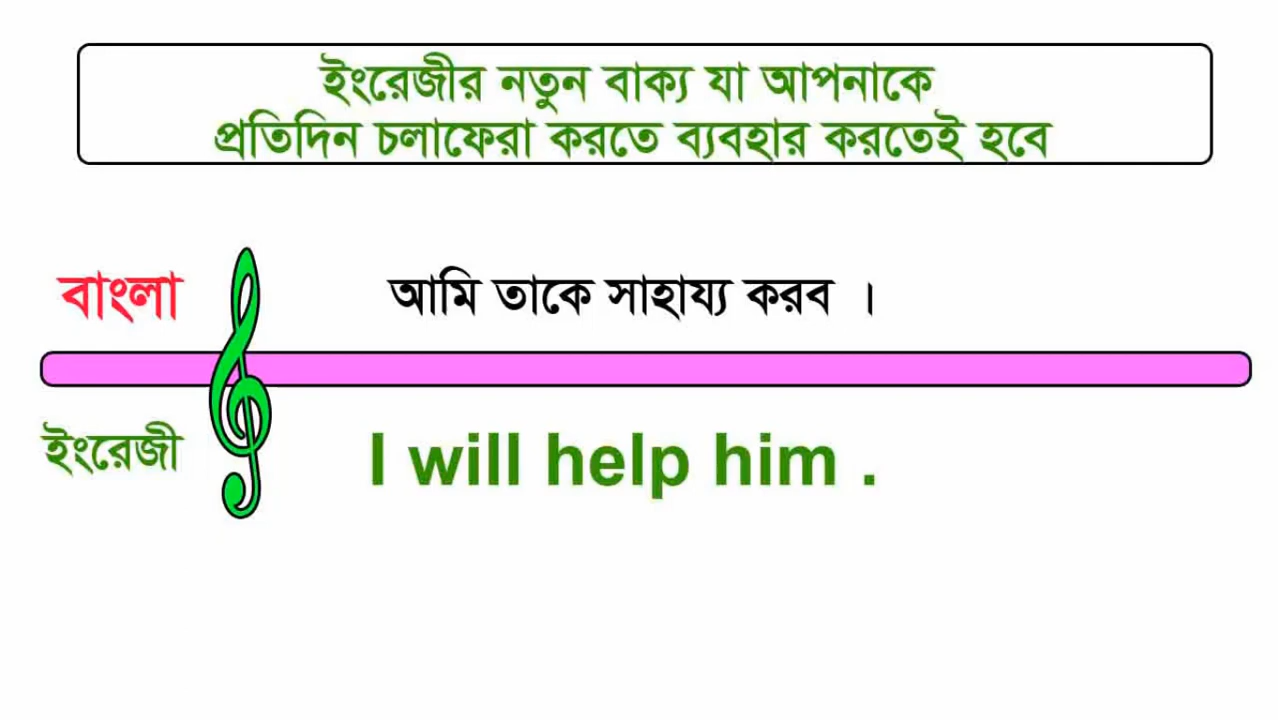 ইংরেজীর নতুন বাক্য যা আপনাকে
প্রতিদিন চলাফেরা করতে ব্যবহার করতেই হবে
বাংলা
আমি তাকে সাহায্য করব ।
ইংরেজী
I will help him .